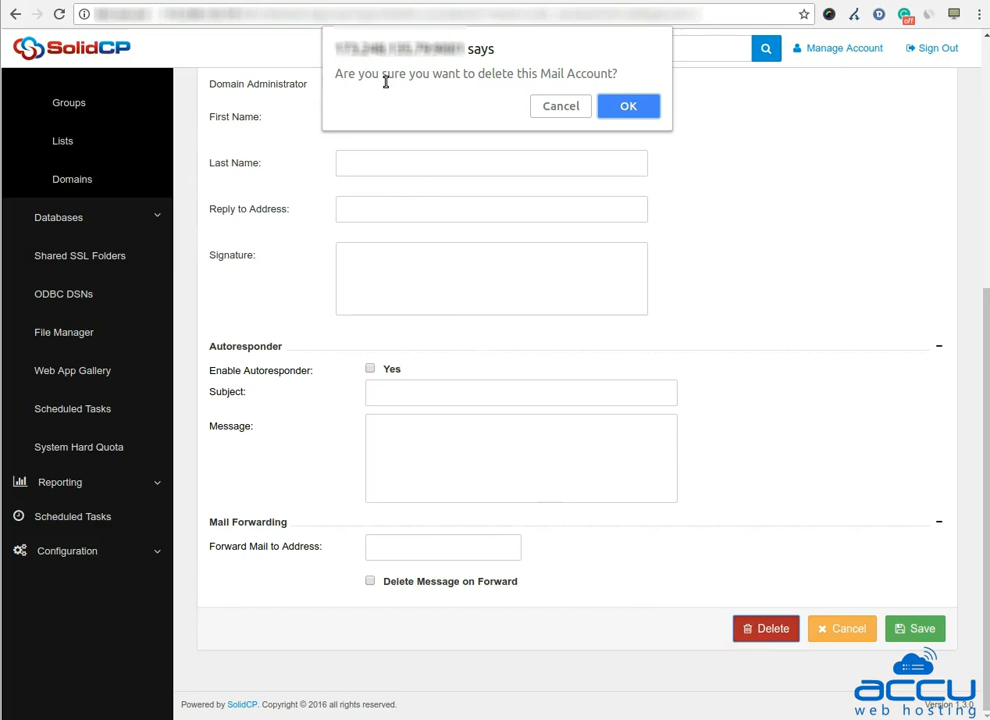 says
Are you sure you want to delete this Mail Account?
Cancel
OK
off
SolidCP
Manage Account
Sign Out
Groups
Lists
Domains
Databases
Shared SSL Folders
ODBC DSNs
File Manager
Web App Gallery
Scheduled Tasks
System Hard Quota
Reporting
Scheduled Tasks
Configuration
Domain Administrator
First Name:
Last Name:
Reply to Address:
Signature:
Autoresponder
Enable Autoresponder:
Yes
Subject:
Message:
Mail Forwarding
Forward Mail to Address:
Delete Message on Forward
Delete
Cancel
Save
Powered by SolidCP. Copyright © 2016 all rights reserved.
Version 1.3.0
accu
web hosting